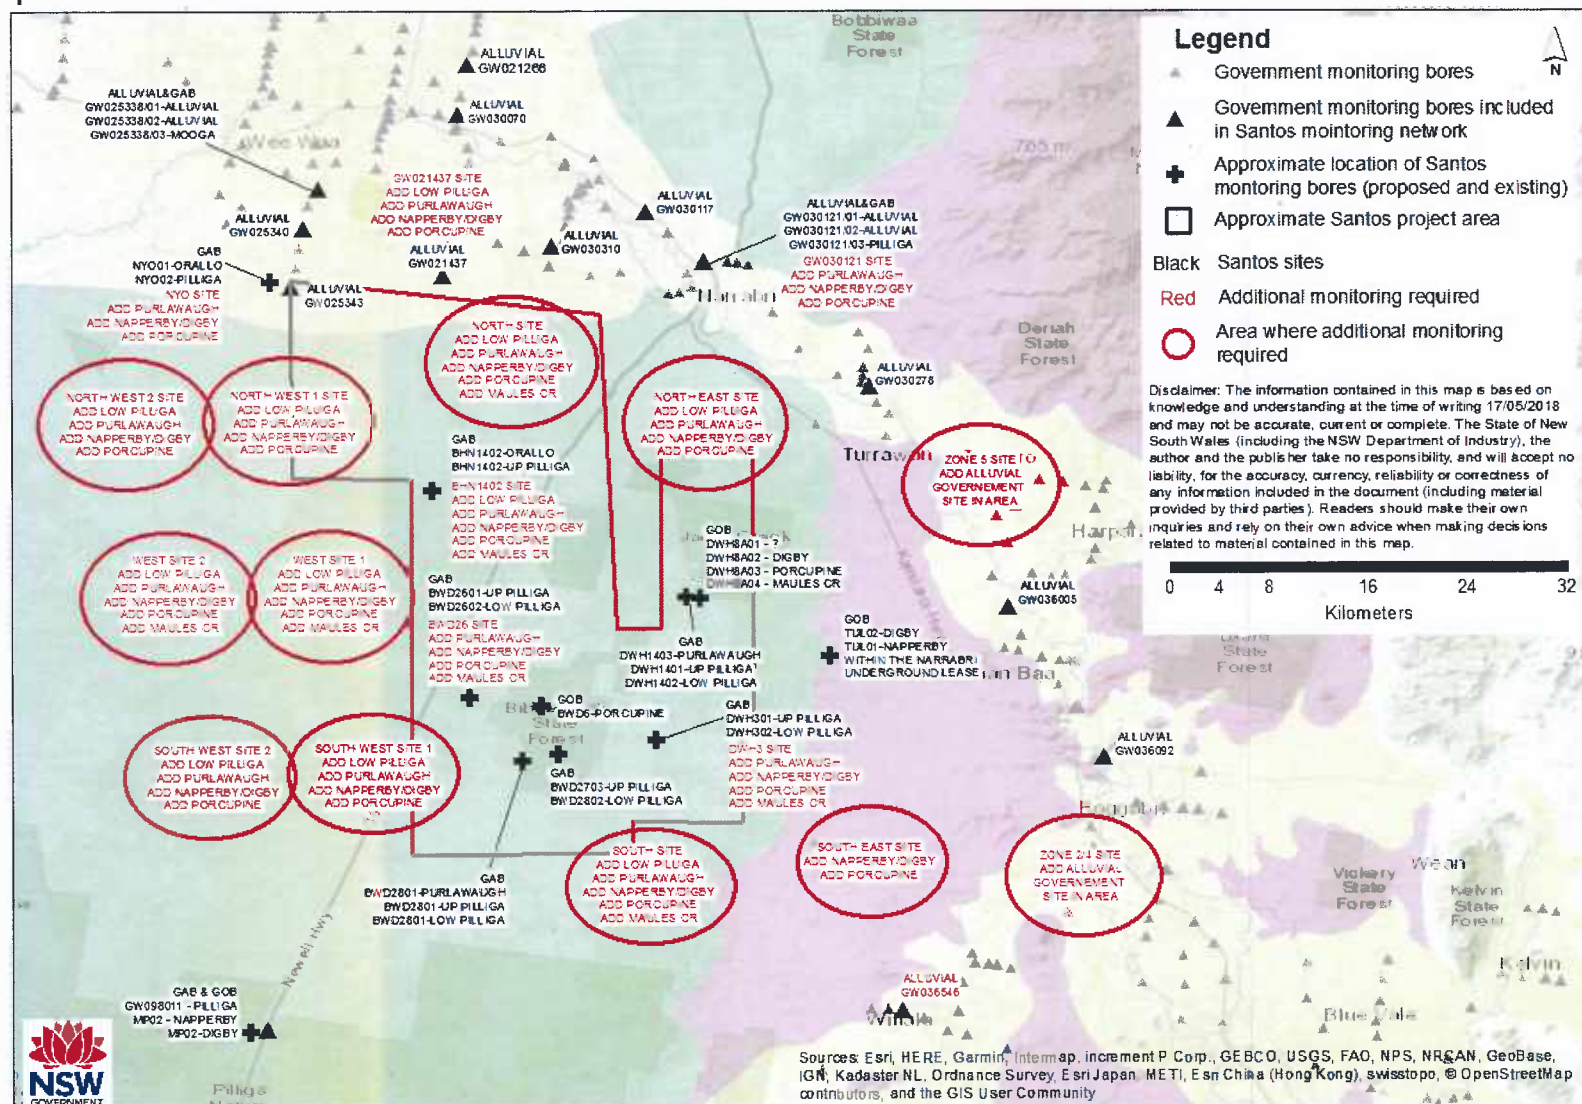 Legend
Government monitoring bores
Government monitoring bores included
in Santos mointoring network
Approximate location of Santos
montoring bores (proposed and existing)
Approximate Santos project area
Black Santos sites
Red Additional monitoring required
Area where additional monitoring
required
N
Disclaimer: The information contained in this map is based on
knowledge and understanding at the time of writing 17/05/2018
and may not be accurate, current or complete. The State of New
South Wales (including the NSW Department of Industry), the
author and the publisher take no responsibility, and will accept no
liability, for the accuracy, currency, reliability or correctness of
any information included in the document (including material
provided by third parties). Readers should make their own
inquiries and rely on their own advice when making decisions
related to material contained in this map.
0 4 8 16 24 32
Kilometers
Bobbiwaa
State
Forest
ALLUVIAL
GW021266
ALLUVIAL
GW030070
ALLUVIAL&GAB
GW025338/01-ALLUVIAL
GW025338/02-ALLUVIAL
GW025338/03-MOOGA
Wee Waa
GW021437 SITE
ADD LOW PILLIGA
ADD PURLAWAUGH
ADD NAPPERBY/DIGBY
ADD PORCUPINE
ALLUVIAL
GW021437
ALLUVIAL
GW025340
ALLUVIAL
GW030310
ALLUVIAL
GW030117
ALLUVIAL&GAB
GW030121/01-ALLUVIAL
GW030121/02-ALLUVIAL
GW030121/03-PILLIGA
GW030121 SITE
ADD PURLAWAUGH
ADD NAPPERBY/DIGBY
ADD PORCUPINE
Narrabri
GAB
NYO01-ORALLO
NYO02-PILLIGA
NYO SITE
ADD PURLAWAUGH
ADD NAPPERBY/DIGBY
ADD PORCUPINE
ALLUVIAL
GW025343
Deriah
State
Forest
ALLUVIAL
GW030278
NORTH SITE
ADD LOW PILLIGA
ADD PURLAWAUGH
ADD NAPPERBY/DIGBY
ADD PORCUPINE
ADD MAULES CR
NORTH WEST 2 SITE
ADD LOW PILLIGA
ADD PURLAWAUGH
ADD NAPPERBY/DIGBY
ADD PORCUPINE
NORTH WEST 1 SITE
ADD LOW PILLIGA
ADD PURLAWAUGH
ADD NAPPERBY/DIGBY
ADD PORCUPINE
NORTH EAST SITE
ADD LOW PILLIGA
ADD PURLAWAUGH
ADD NAPPERBY/DIGBY
ADD PORCUPINE
Turrawan
ZONE 5 SITE TO
ADD ALLUVIAL
GOVERNEMENT
SITE IN AREA
GAB
BHN1402-ORALLO
BHN1402-UP PILLIGA
BHN1402 SITE
ADD LOW PILLIGA
ADD PURLAWAUGH
ADD NAPPERBY/DIGBY
ADD PORCUPINE
ADD MAULES CR
GOB
DWH8A01 - ?
DWH8A02 - DIGBY
DWH8A03 - PORCUPINE
DWH8A04 - MAULES CR
WEST SITE 2
ADD LOW PILLIGA
ADD PURLAWAUGH
ADD NAPPERBY/DIGBY
ADD PORCUPINE
ADD MAULES CR
WEST SITE 1
ADD LOW PILLIGA
ADD PURLAWAUGH
ADD NAPPERBY/DIGBY
ADD PORCUPINE
ADD MAULES CR
GAB
BWD2601-UP PILLIGA
BWD2602-LOW PILLIGA
BWD26 SITE
ADD PURLAWAUGH
ADD NAPPERBY/DIGBY
ADD PORCUPINE
ADD MAULES CR
GAB
DWH1403-PURLAWAUGH
DWH1401-UP PILLIGA
DWH1402-LOW PILLIGA
GOB
TUL02-DIGBY
TUL01-NAPPERBY
WITHIN THE NARRABRI
UNDERGROUND LEASE
ALLUVIAL
GW036005
State
Forest
GOB
BWD6-PORCUPINE
State
Forest
GAB
DWH301-UP PILLIGA
DWH302-LOW PILLIGA
DWH3 SITE
ADD PURLAWAUGH
ADD NAPPERBY/DIGBY
ADD PORCUPINE
ADD MAULES CR
ALLUVIAL
GW036092
SOUTH WEST SITE 2
ADD LOW PILLIGA
ADD PURLAWAUGH
ADD NAPPERBY/DIGBY
ADD PORCUPINE
SOUTH WEST SITE 1
ADD LOW PILLIGA
ADD PURLAWAUGH
ADD NAPPERBY/DIGBY
ADD PORCUPINE
GAB
BWD2703-UP PILLIGA
BWD2802-LOW PILLIGA
Boggabri
GAB
BWD2801-PURLAWAUGH
BWD2801-UP PILLIGA
BWD2801-LOW PILLIGA
SOUTH SITE
ADD LOW PILLIGA
ADD PURLAWAUGH
ADD NAPPERBY/DIGBY
ADD PORCUPINE
ADD MAULES CR
SOUTH EAST SITE
ADD NAPPERBY/DIGBY
ADD PORCUPINE
ZONE 2/4 SITE
ADD ALLUVIAL
GOVERNEMENT
SITE IN AREA
Wean
Vickery
State
Forest
Kelvin
State
Forest
Kelvin
Newell Hwy
ALLUVIAL
GW036546
Blue Vale
GAB & GOB
GW098011 - PILLIGA
MP02 - NAPPERBY
MP02-DIGBY
Pilliga
NSW
GOVERNMENT
Sources: Esri, HERE, Garmin, Intermap, increment P Corp., GEBCO, USGS, FAO, NPS, NRCAN, GeoBase,
IGN, Kadaster NL, Ordnance Survey, Esri Japan, METI, Esri China (Hong Kong), swisstopo, © OpenStreetMap
contributors, and the GIS User Community